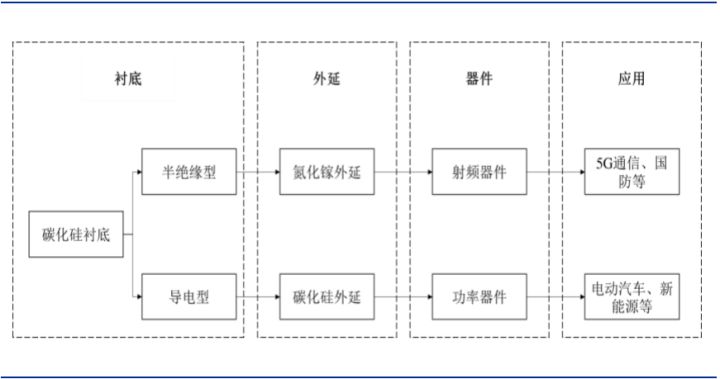 衬底
外延
器件
应用
碳化硅衬底
半绝缘型
氮化镓外延
射频器件
5G通信、国
防等
导电型
碳化硅外延
功率器件
电动汽车、新
能源等